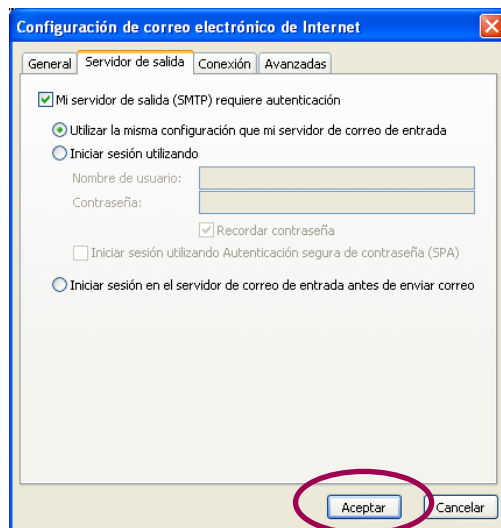 Configuración de correo electrónico de Internet
General Servidor de salida Conexión Avanzadas
Mi servidor de salida (SMTP) requiere autenticación
Utilizar la misma configuración que mi servidor de correo de entrada
Iniciar sesión utilizando
Nombre de usuario:
Contraseña:
Recordar contraseña
Iniciar sesión utilizando Autenticación segura de contraseña (SPA)
Iniciar sesión en el servidor de correo de entrada antes de enviar correo
Aceptar Cancelar